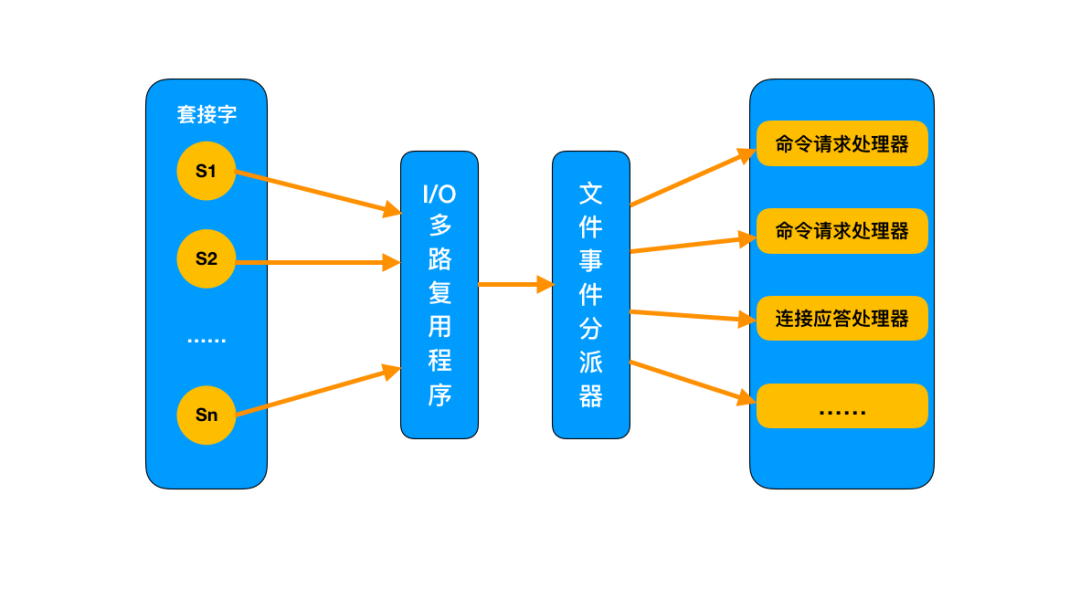 套接字
S1
S2
......
Sn
I/O
多
路
复
用
程
序
文
件
事
件
分
派
器
命令请求处理器
命令请求处理器
连接应答处理器
......